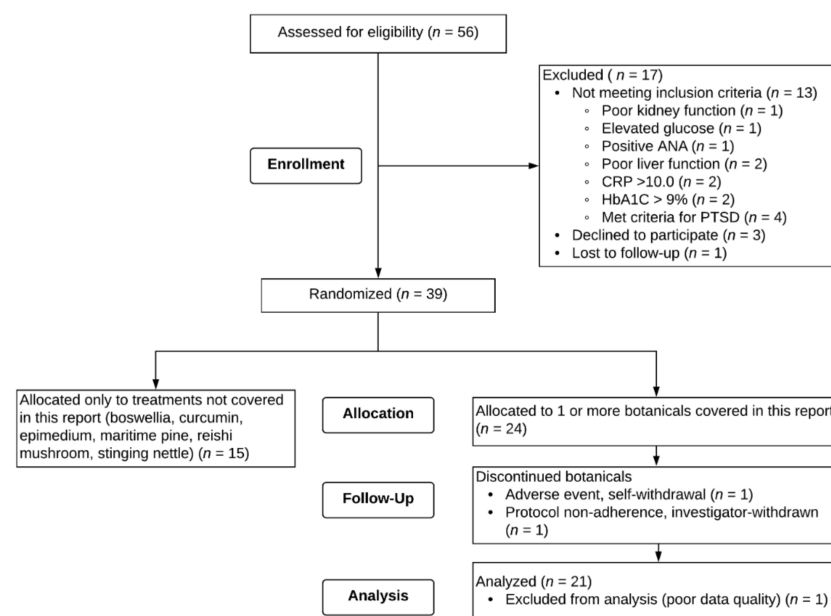 Assessed for eligibility (n = 56)
Excluded ( n = 17)
• Not meeting inclusion criteria (n = 13)
◦ Poor kidney function (n = 1)
◦ Elevated glucose (n = 1)
◦ Positive ANA (n = 1)
◦ Poor liver function (n = 2)
◦ CRP >10.0 (n = 2)
◦ HbA1C > 9% (n = 2)
◦ Met criteria for PTSD (n = 4)
• Declined to participate (n = 3)
• Lost to follow-up (n = 1)
Enrollment
Randomized (n = 39)
Allocated only to treatments not covered
in this report (boswellia, curcumin,
epimedium, maritime pine, reishi
mushroom, stinging nettle) (n = 15)
Allocation
Allocated to 1 or more botanicals covered in this report
(n = 24)
Follow-Up
Discontinued botanicals
• Adverse event, self-withdrawal (n = 1)
• Protocol non-adherence, investigator-withdrawn
(n = 1)
Analysis
Analyzed (n = 21)
• Excluded from analysis (poor data quality) (n = 1)